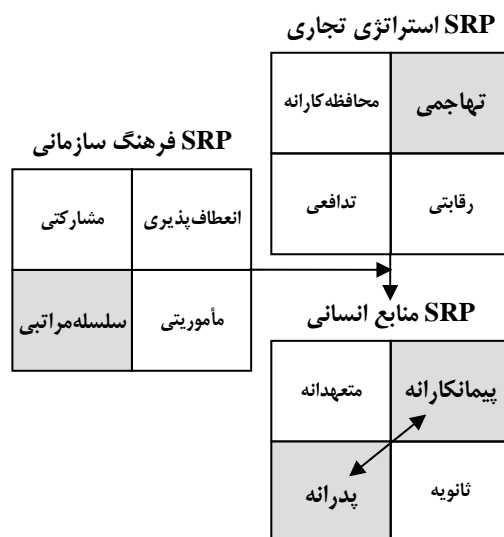 SRP استراتژی تجاری
محافظه‌کارانه
تهاجمی
تدافعی
رقابتی
SRP فرهنگ سازمانی
مشارکتی
انعطاف‌پذیری
سلسله‌مراتبی
مأموریتی
SRP منابع انسانی
متعهدانه
پیمانکارانه
پدرانه
ثانویه